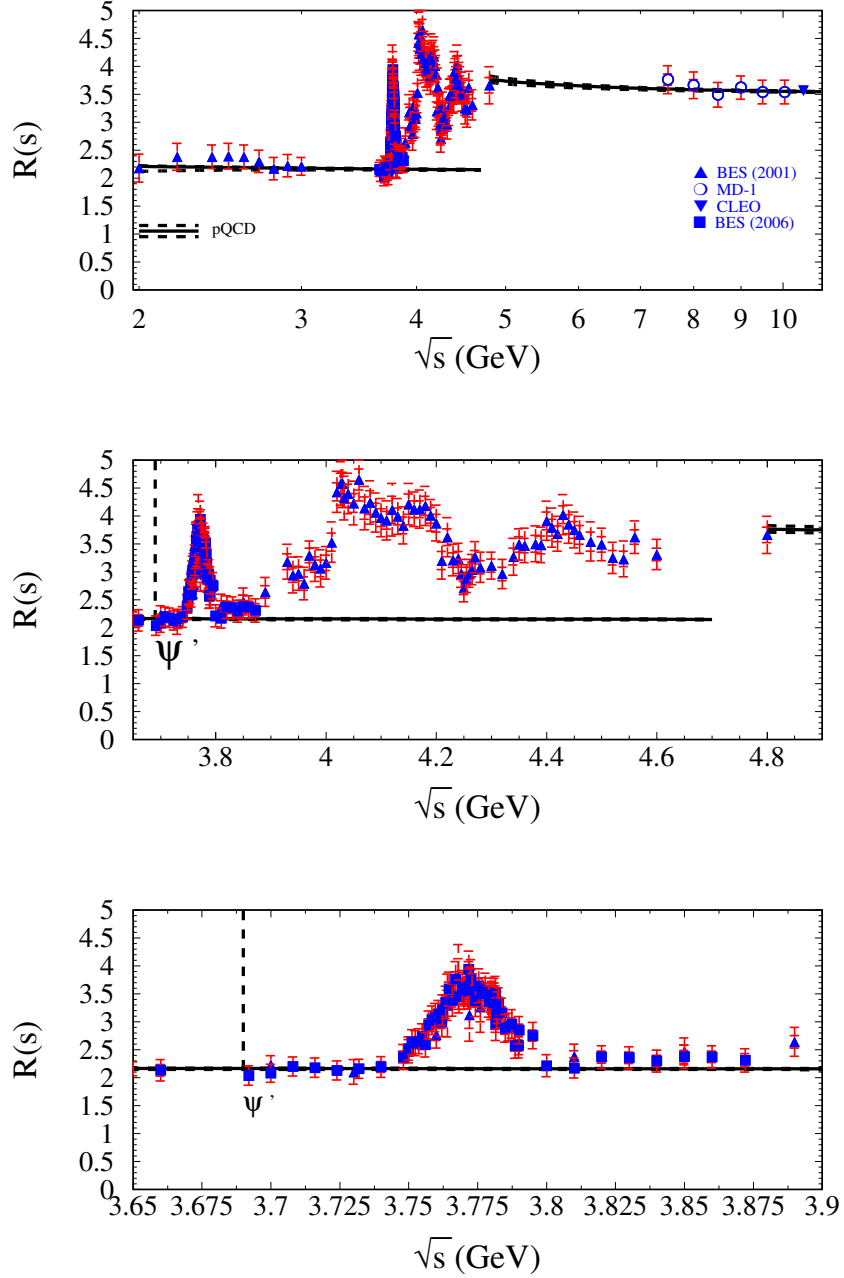 R(s)
5
4.5
4
3.5
3
2.5
2
1.5
1
0.5
0
BES (2001)
MD-1
CLEO
BES (2006)
pQCD
2 3 4 5 6 7 8 9 10
√s (GeV)
R(s)
5
4.5
4
3.5
3
2.5
2
1.5
1
0.5
0
ψ ’
3.8 4 4.2 4.4 4.6 4.8
√s (GeV)
R(s)
5
4.5
4
3.5
3
2.5
2
1.5
1
0.5
0
ψ ’
3.65 3.675 3.7 3.725 3.75 3.775 3.8 3.825 3.85 3.875 3.9
√s (GeV)